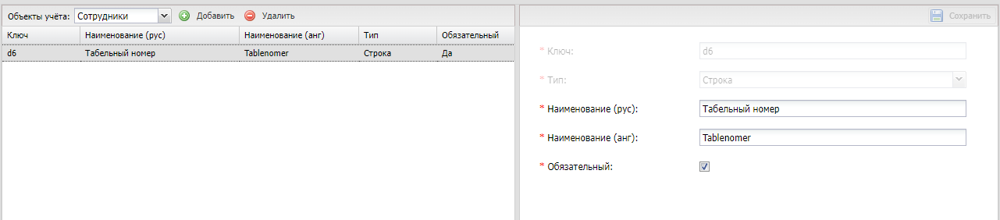 Объекты учёта: Сотрудники Добавить Удалить
Ключ Наименование (рус) Наименование (анг) Тип Обязательный
d6 Табельный номер Tablenomer Строка Да
Сохранить
* Ключ: d6
* Тип: Строка
* Наименование (рус): Табельный номер
* Наименование (анг): Tablenomer
* Обязательный: